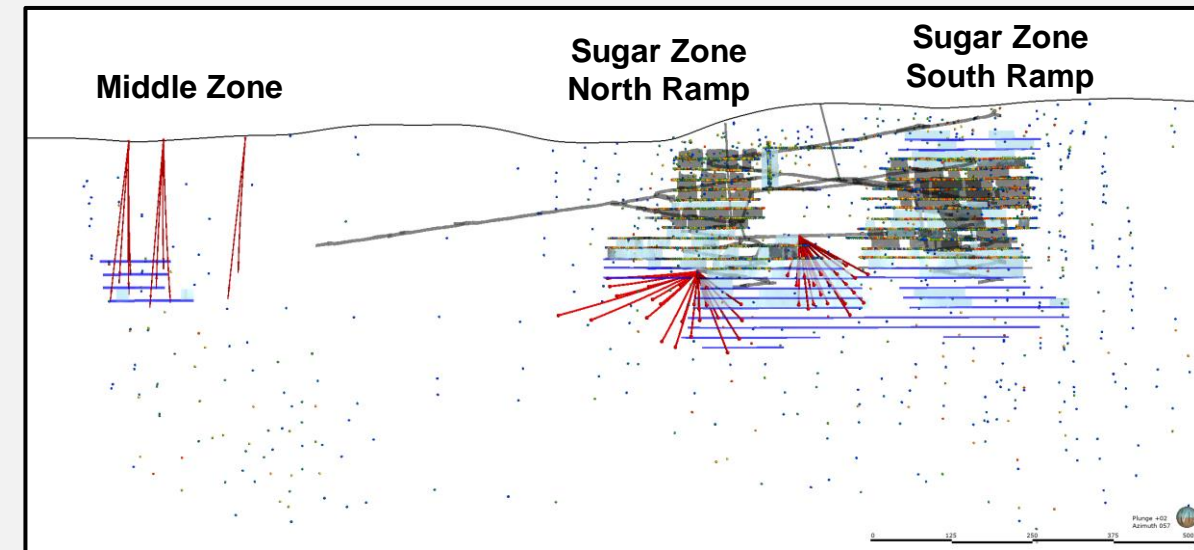 Middle Zone
Sugar Zone
North Ramp
Sugar Zone
South Ramp
Plunge +02
Azimuth 057
0 125 250 375 500